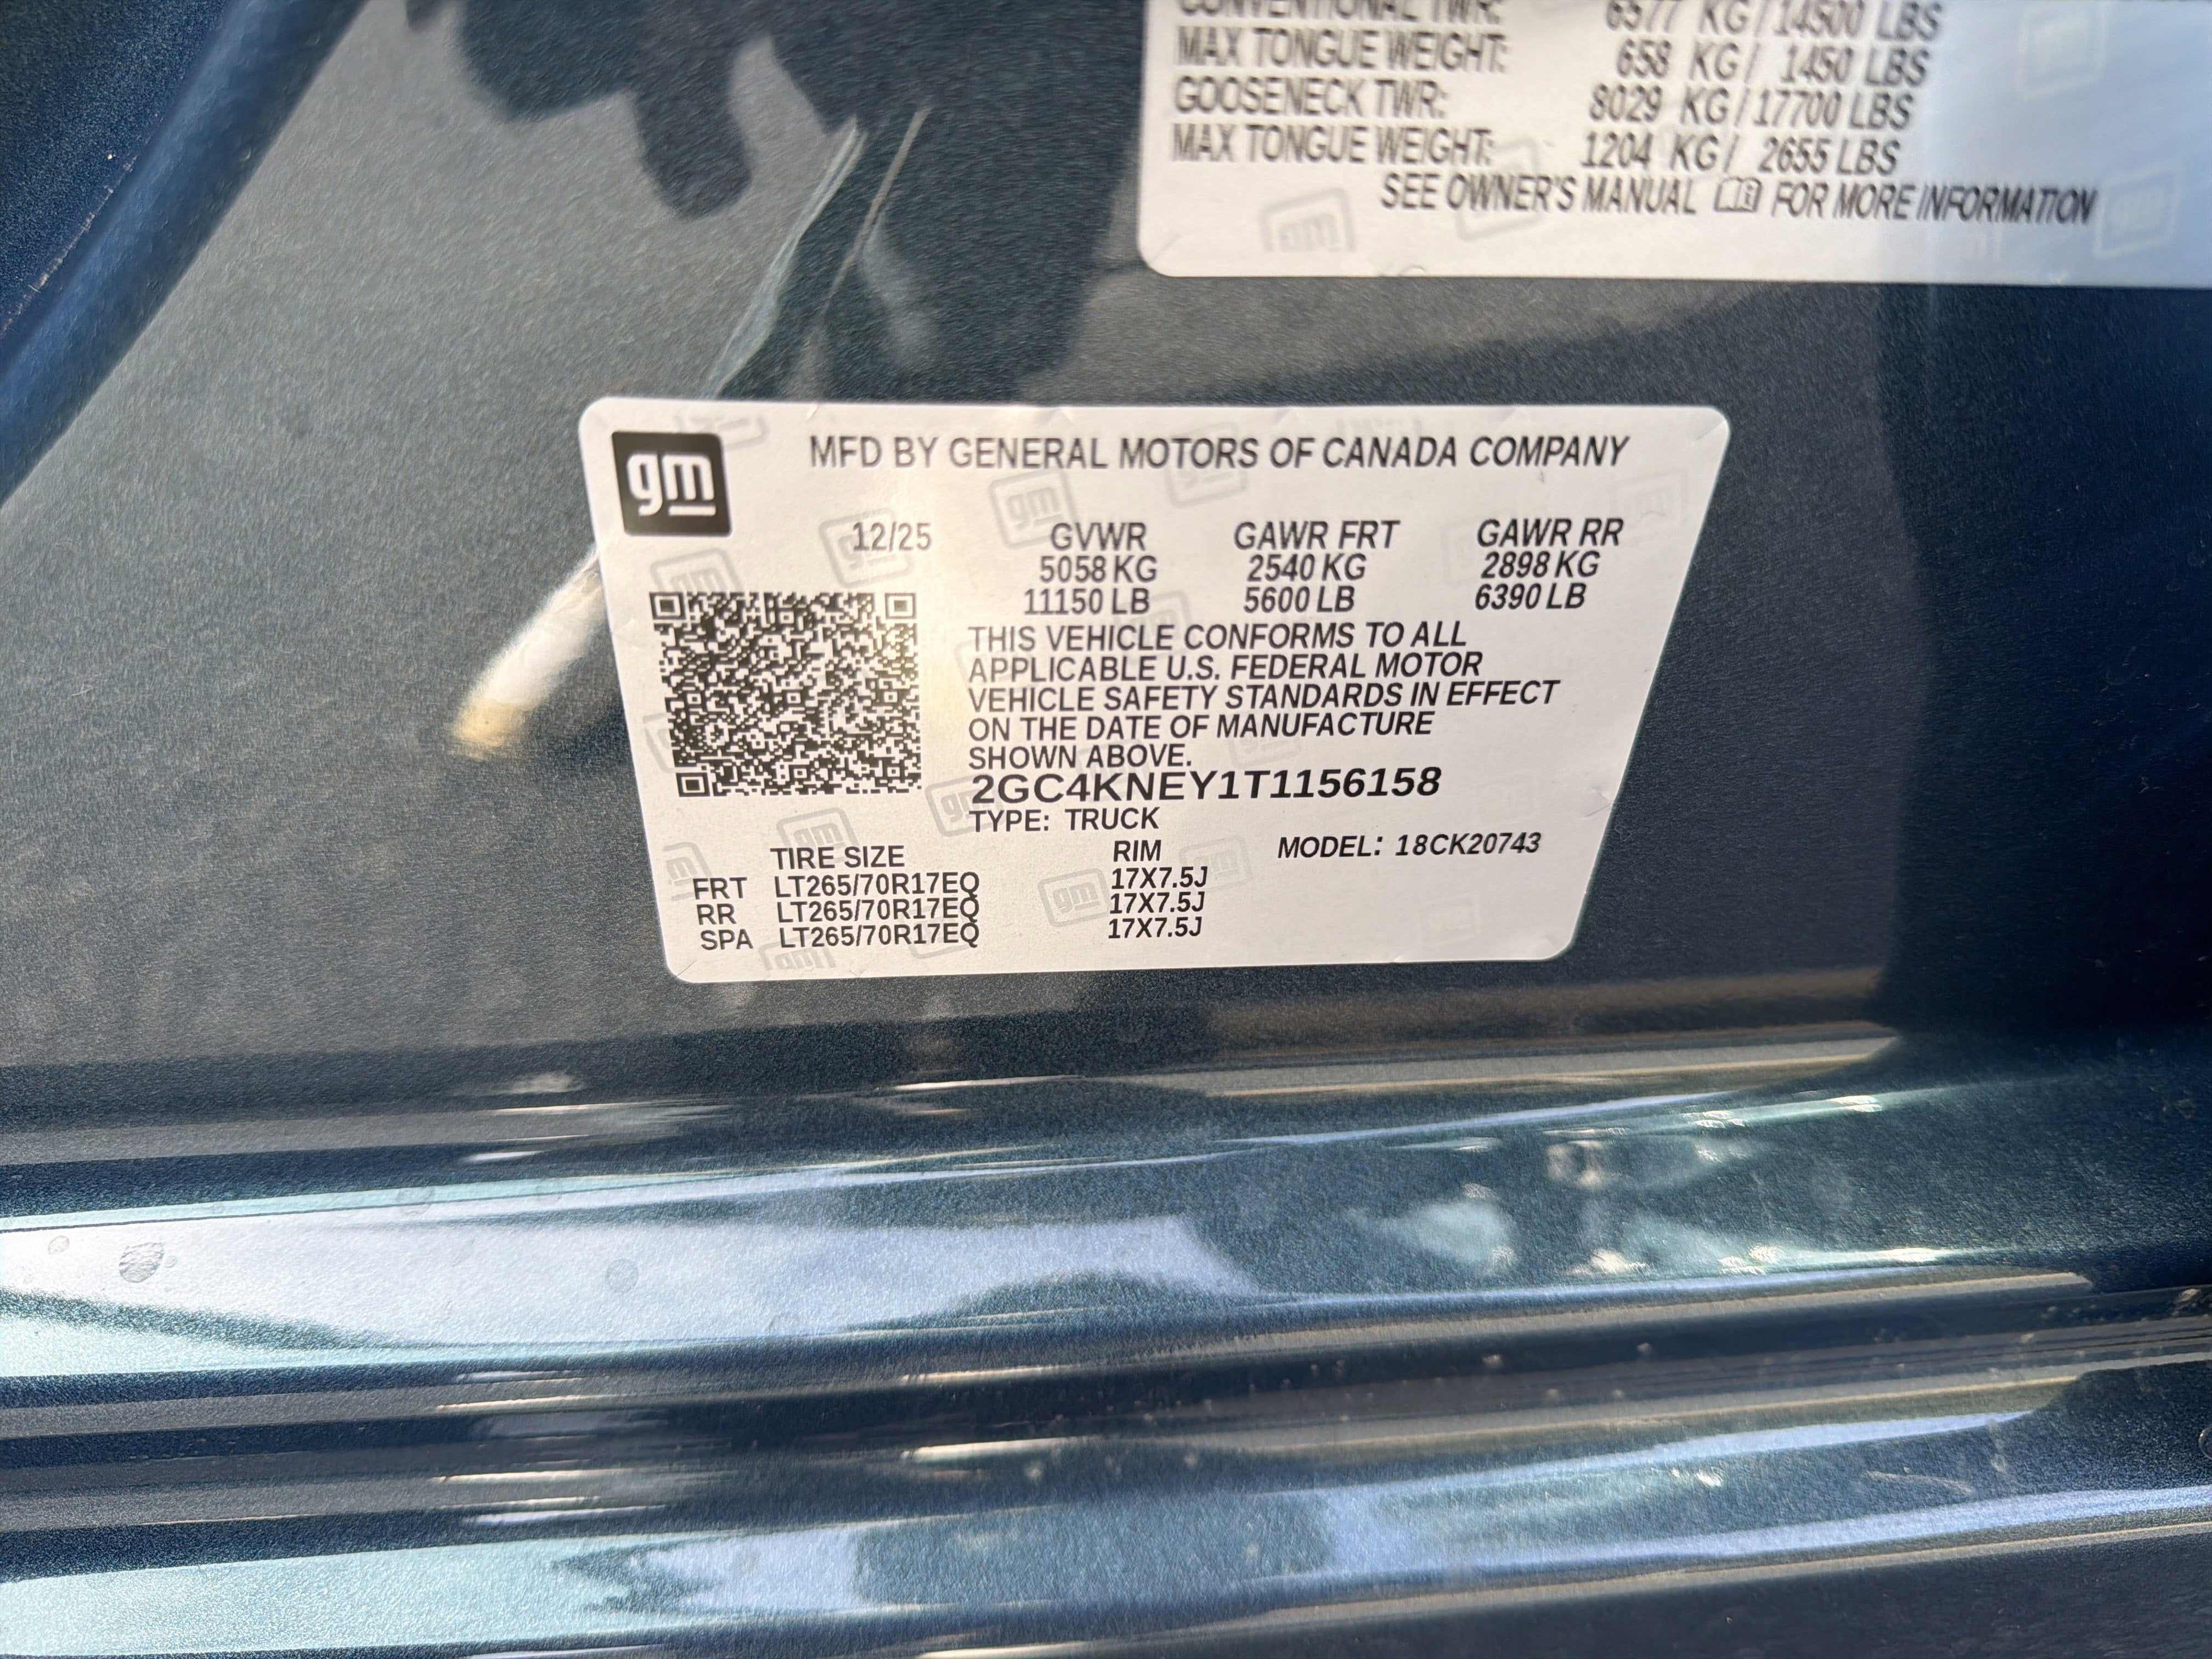 CONVENTIONAL TWR: 6577 KG/14500 LBS
MAX TONGUE WEIGHT: 658 KG/ 1450 LBS
GOOSENECK TWR: 8029 KG/17700 LBS
MAX TONGUE WEIGHT: 1204 KG/ 2655 LBS
SEE OWNER'S MANUAL FOR MORE INFORMATION
gm
MFD BY GENERAL MOTORS OF CANADA COMPANY
12/25 GVWR GAWR FRT GAWR RR
5058 KG 2540 KG 2898 KG
11150 LB 5600 LB 6390 LB
THIS VEHICLE CONFORMS TO ALL
APPLICABLE U.S. FEDERAL MOTOR
VEHICLE SAFETY STANDARDS IN EFFECT
ON THE DATE OF MANUFACTURE
SHOWN ABOVE.
2GC4KNEY1T1156158
TYPE: TRUCK
MODEL: 18CK20743
TIRE SIZE RIM
FRT LT265/70R17EQ 17X7.5J
RR LT265/70R17EQ 17X7.5J
SPA LT265/70R17EQ 17X7.5J